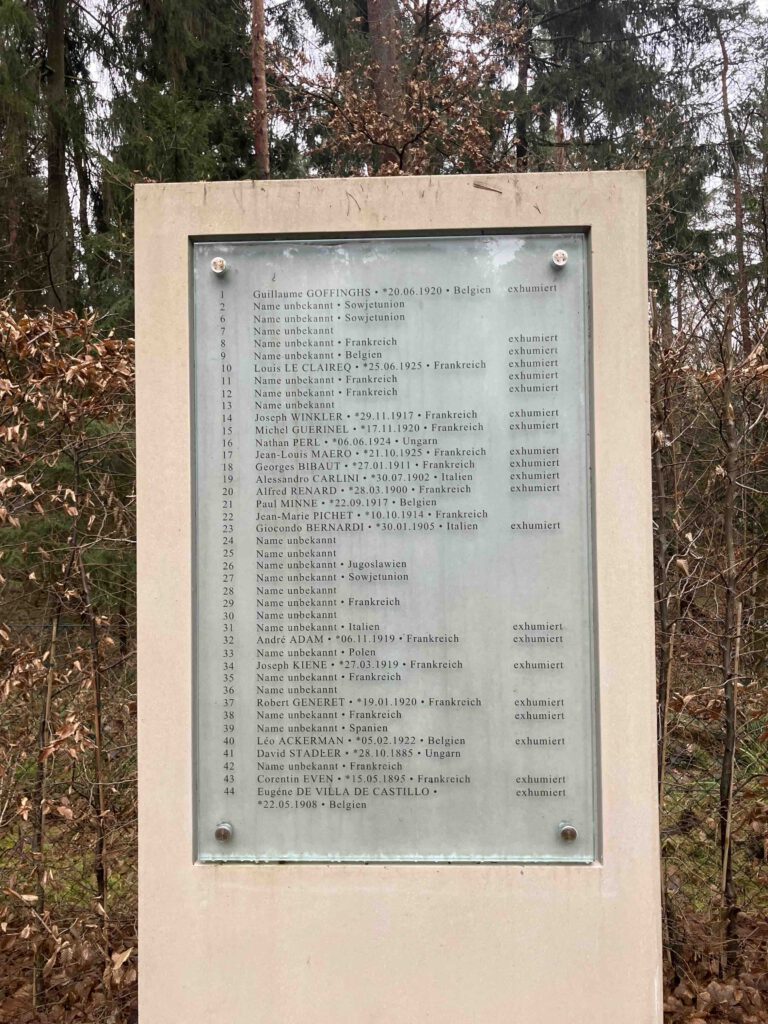 1 Guillaume GOFFINGHS • *20.06.1920 • Belgien exhumiert
2 Name unbekannt • Sowjetunion
6 Name unbekannt • Sowjetunion
7 Name unbekannt
8 Name unbekannt • Frankreich exhumiert
9 Name unbekannt • Belgien exhumiert
10 Louis LE CLAIREQ • *25.06.1925 • Frankreich exhumiert
11 Name unbekannt • Frankreich exhumiert
12 Name unbekannt • Frankreich exhumiert
13 Name unbekannt
14 Joseph WINKLER • *29.11.1917 • Frankreich exhumiert
15 Michel GUERINEL • *17.11.1920 • Frankreich exhumiert
16 Nathan PERL • *06.06.1924 • Ungarn
17 Jean-Louis MAERO • *21.10.1925 • Frankreich exhumiert
18 Georges BIBAUT • *27.01.1911 • Frankreich exhumiert
19 Alessandro CARLINI • *30.07.1902 • Italien exhumiert
20 Alfred RENARD • *28.03.1900 • Frankreich exhumiert
21 Paul MINNE • *22.09.1917 • Belgien
22 Jean-Marie PICHET • *10.10.1914 • Frankreich
23 Giocondo BERNARDI • *30.01.1905 • Italien exhumiert
24 Name unbekannt
25 Name unbekannt
26 Name unbekannt • Jugoslawien
27 Name unbekannt • Sowjetunion
28 Name unbekannt
29 Name unbekannt • Frankreich
30 Name unbekannt
31 Name unbekannt • Italien exhumiert
32 André ADAM • *06.11.1919 • Frankreich exhumiert
33 Name unbekannt • Polen
34 Joseph KIENE • *27.03.1919 • Frankreich exhumiert
35 Name unbekannt • Frankreich
36 Name unbekannt
37 Robert GENERET • *19.01.1920 • Frankreich exhumiert
38 Name unbekannt • Frankreich exhumiert
39 Name unbekannt • Spanien
40 Léo ACKERMAN • *05.02.1922 • Belgien exhumiert
41 David STADLER • *28.10.1885 • Ungarn
42 Name unbekannt • Frankreich
43 Corentin EVEN • *15.05.1895 • Frankreich exhumiert
44 Eugéne DE VILLA DE CASTILLO • exhumiert
*22.05.1908 • Belgien